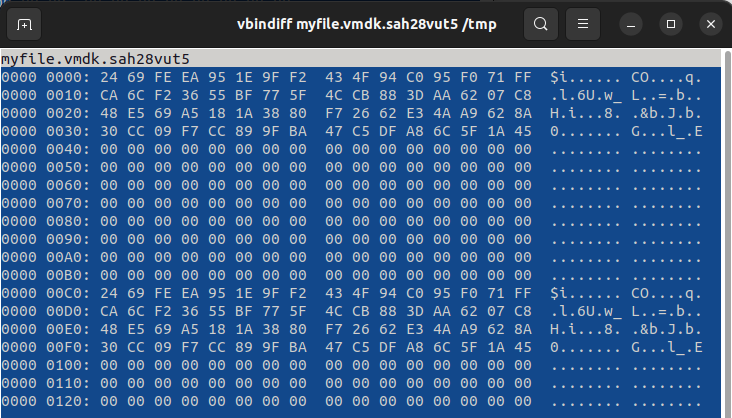 vbindiff myfile.vmdk.sah28vut5 /tmp
myfile.vmdk.sah28vut5
0000 0000: 24 69 FE EA 95 1E 9F F2  43 4F 94 C0 95 F0 71 FF  $i...... CO....q.
0000 0010: CA 6C F2 36 55 BF 77 5F  4C CB 88 3D AA 62 07 C8  .l.6U.w_ L..=.b..
0000 0020: 48 E5 69 A5 18 1A 38 80  F7 26 62 E3 4A A9 62 8A  H.i...8. .&b.J.b.
0000 0030: 30 CC 09 F7 CC 89 9F BA  47 C5 DF A8 6C 5F 1A 45  0....... G...l_.E
0000 0040: 00 00 00 00 00 00 00 00  00 00 00 00 00 00 00 00  ........ ........
0000 0050: 00 00 00 00 00 00 00 00  00 00 00 00 00 00 00 00  ........ ........
0000 0060: 00 00 00 00 00 00 00 00  00 00 00 00 00 00 00 00  ........ ........
0000 0070: 00 00 00 00 00 00 00 00  00 00 00 00 00 00 00 00  ........ ........
0000 0080: 00 00 00 00 00 00 00 00  00 00 00 00 00 00 00 00  ........ ........
0000 0090: 00 00 00 00 00 00 00 00  00 00 00 00 00 00 00 00  ........ ........
0000 00A0: 00 00 00 00 00 00 00 00  00 00 00 00 00 00 00 00  ........ ........
0000 00B0: 00 00 00 00 00 00 00 00  00 00 00 00 00 00 00 00  ........ ........
0000 00C0: 24 69 FE EA 95 1E 9F F2  43 4F 94 C0 95 F0 71 FF  $i...... CO....q.
0000 00D0: CA 6C F2 36 55 BF 77 5F  4C CB 88 3D AA 62 07 C8  .l.6U.w_ L..=.b..
0000 00E0: 48 E5 69 A5 18 1A 38 80  F7 26 62 E3 4A A9 62 8A  H.i...8. .&b.J.b.
0000 00F0: 30 CC 09 F7 CC 89 9F BA  47 C5 DF A8 6C 5F 1A 45  0....... G...l_.E
0000 0100: 00 00 00 00 00 00 00 00  00 00 00 00 00 00 00 00  ........ ........
0000 0110: 00 00 00 00 00 00 00 00  00 00 00 00 00 00 00 00  ........ ........
0000 0120: 00 00 00 00 00 00 00 00  00 00 00 00 00 00 00 00  ........ ........